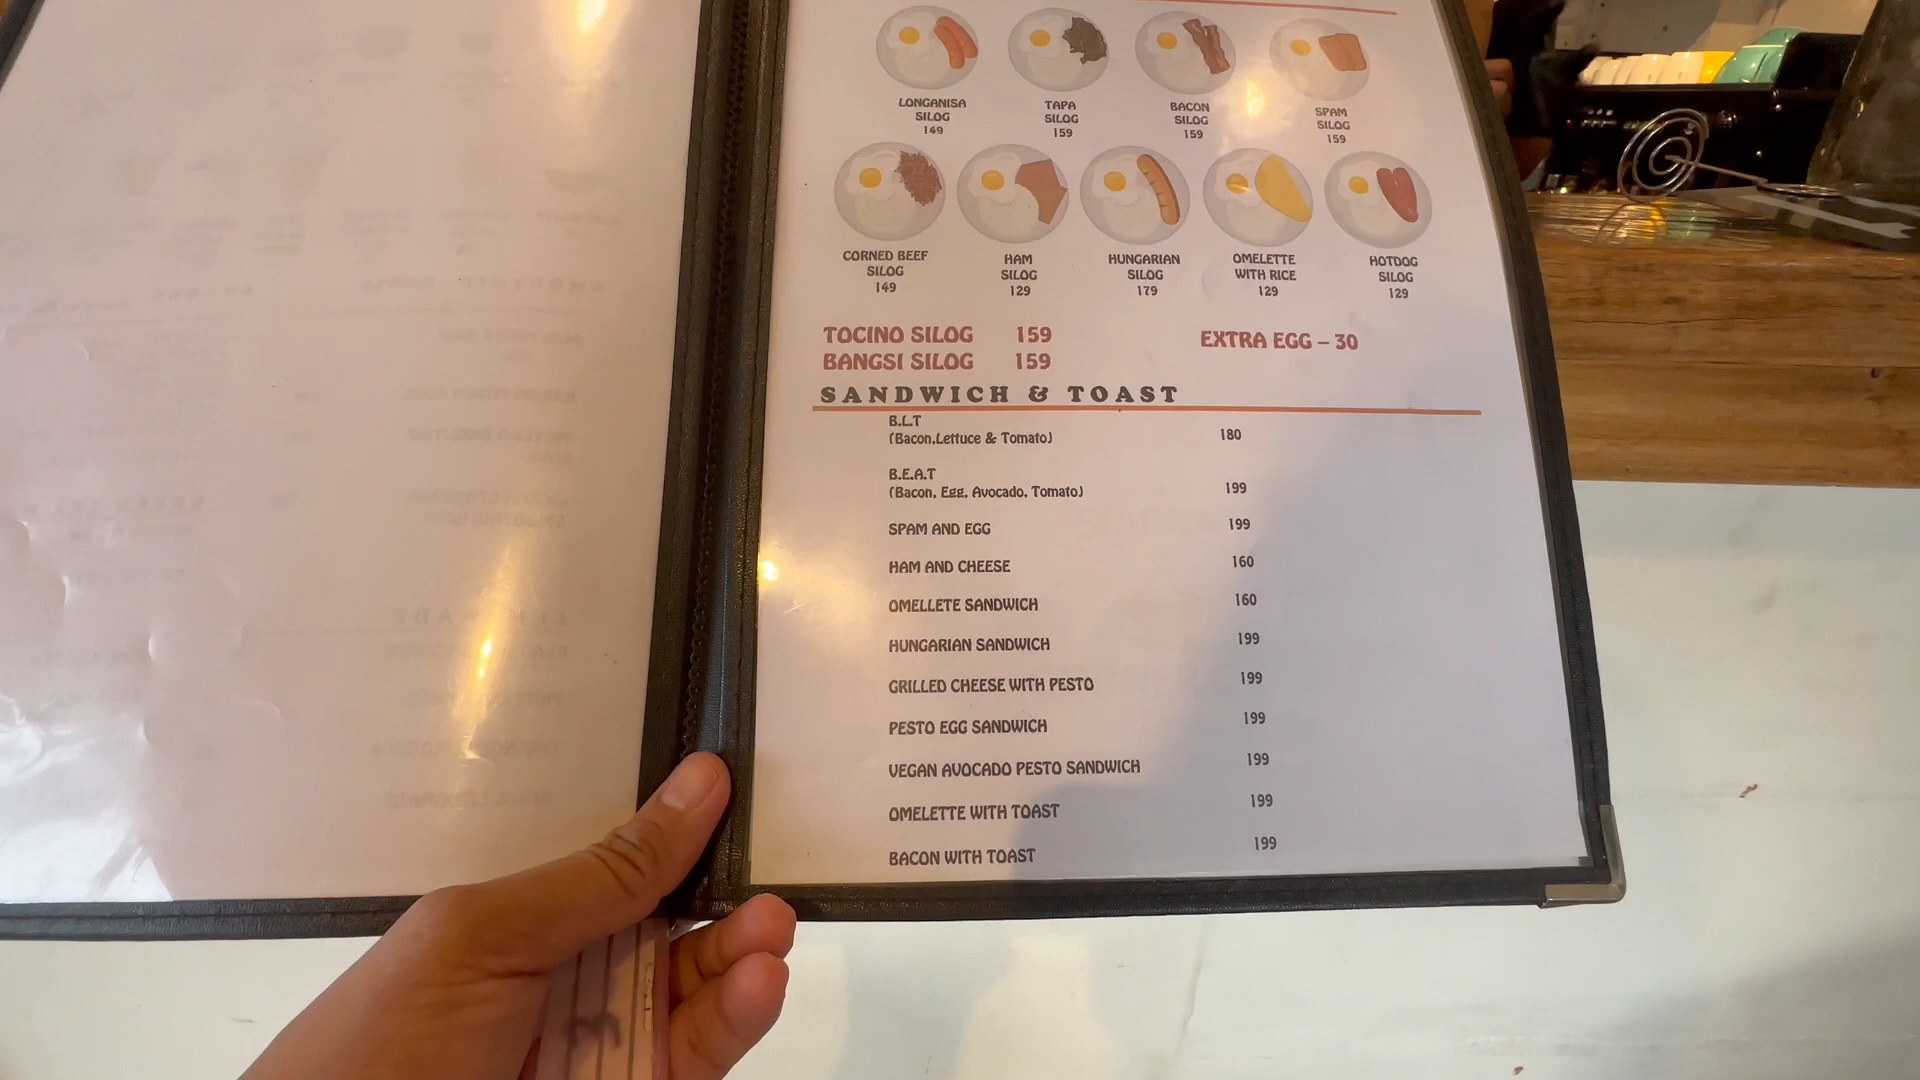 LONGANISA
SILOG
149
TAPA
SILOG
159
BACON
SILOG
159
SPAM
SILOG
159
CORNED BEEF
SILOG
149
HAM
SILOG
129
HUNGARIAN
SILOG
179
OMELETTE
WITH RICE
129
HOTDOG
SILOG
129
TOCINO SILOG 159
BANGSI SILOG 159
EXTRA EGG – 30
SANDWICH & TOAST
B.L.T
(Bacon,Lettuce & Tomato) 180
B.E.A.T
(Bacon, Egg, Avocado, Tomato) 199
SPAM AND EGG 199
HAM AND CHEESE 160
OMELLETE SANDWICH 160
HUNGARIAN SANDWICH 199
GRILLED CHEESE WITH PESTO 199
PESTO EGG SANDWICH 199
VEGAN AVOCADO PESTO SANDWICH 199
OMELETTE WITH TOAST 199
BACON WITH TOAST 199